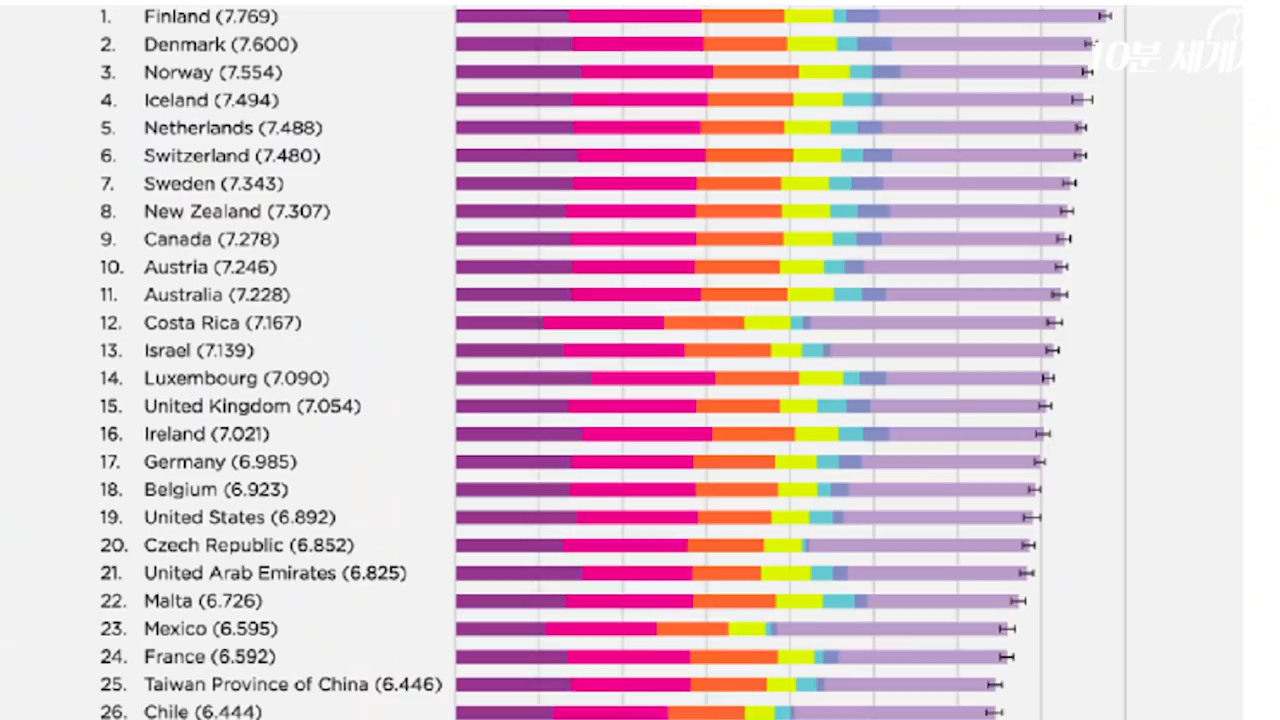 1. Finland (7.769)
2. Denmark (7.600)
3. Norway (7.554)
4. Iceland (7.494)
5. Netherlands (7.488)
6. Switzerland (7.480)
7. Sweden (7.343)
8. New Zealand (7.307)
9. Canada (7.278)
10. Austria (7.246)
11. Australia (7.228)
12. Costa Rica (7.167)
13. Israel (7.139)
14. Luxembourg (7.090)
15. United Kingdom (7.054)
16. Ireland (7.021)
17. Germany (6.985)
18. Belgium (6.923)
19. United States (6.892)
20. Czech Republic (6.852)
21. United Arab Emirates (6.825)
22. Malta (6.726)
23. Mexico (6.595)
24. France (6.592)
25. Taiwan Province of China (6.446)
26. Chile (6.444)
10분